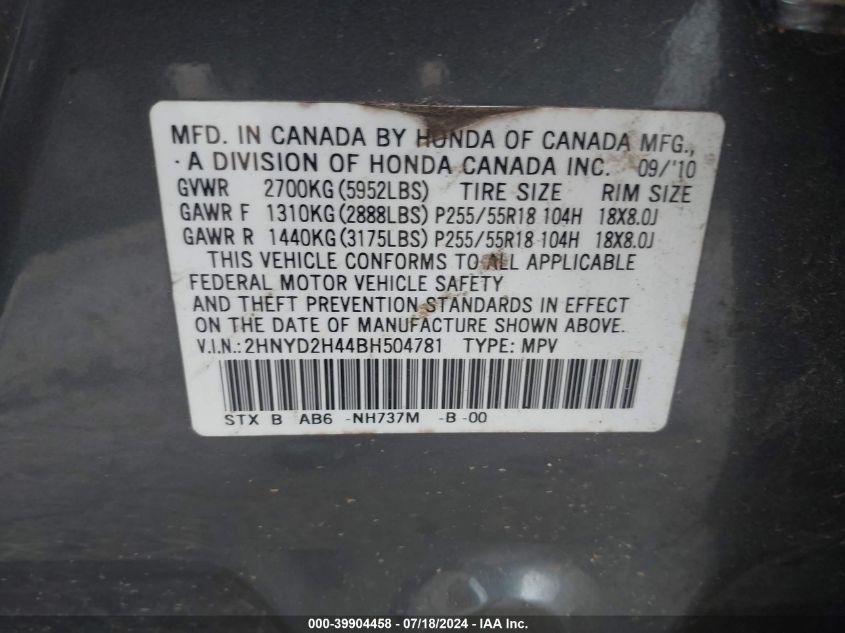 MFD. IN CANADA BY HONDA OF CANADA MFG.,
A DIVISION OF HONDA CANADA INC. 09/'10
GVWR 2700KG(5952LBS) TIRE SIZE RIM SIZE
GAWR F 1310KG(2888LBS) P255/55R18 104H 18X8.0J
GAWR R 1440KG(3175LBS) P255/55R18 104H 18X8.0J
THIS VEHICLE CONFORMS TO ALL APPLICABLE
FEDERAL MOTOR VEHICLE SAFETY
AND THEFT PREVENTION STANDARDS IN EFFECT
ON THE DATE OF MANUFACTURE SHOWN ABOVE.
V.I.N.:2HNYD2H44BH504781 TYPE: MPV
STX B AB6 -NH737M -B -00
000-39904458 - 07/18/2024 - IAA Inc.